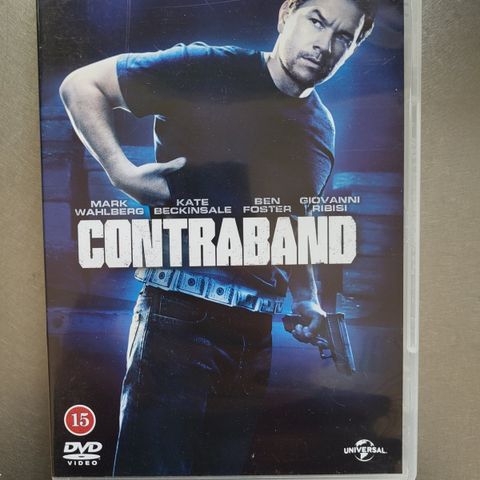 MARK WAHLBERG
KATE BECKINSALE
BEN FOSTER
GIOVANNI RIBISI
CONTRABAND
15
DVD
VIDEO
UNIVERSAL